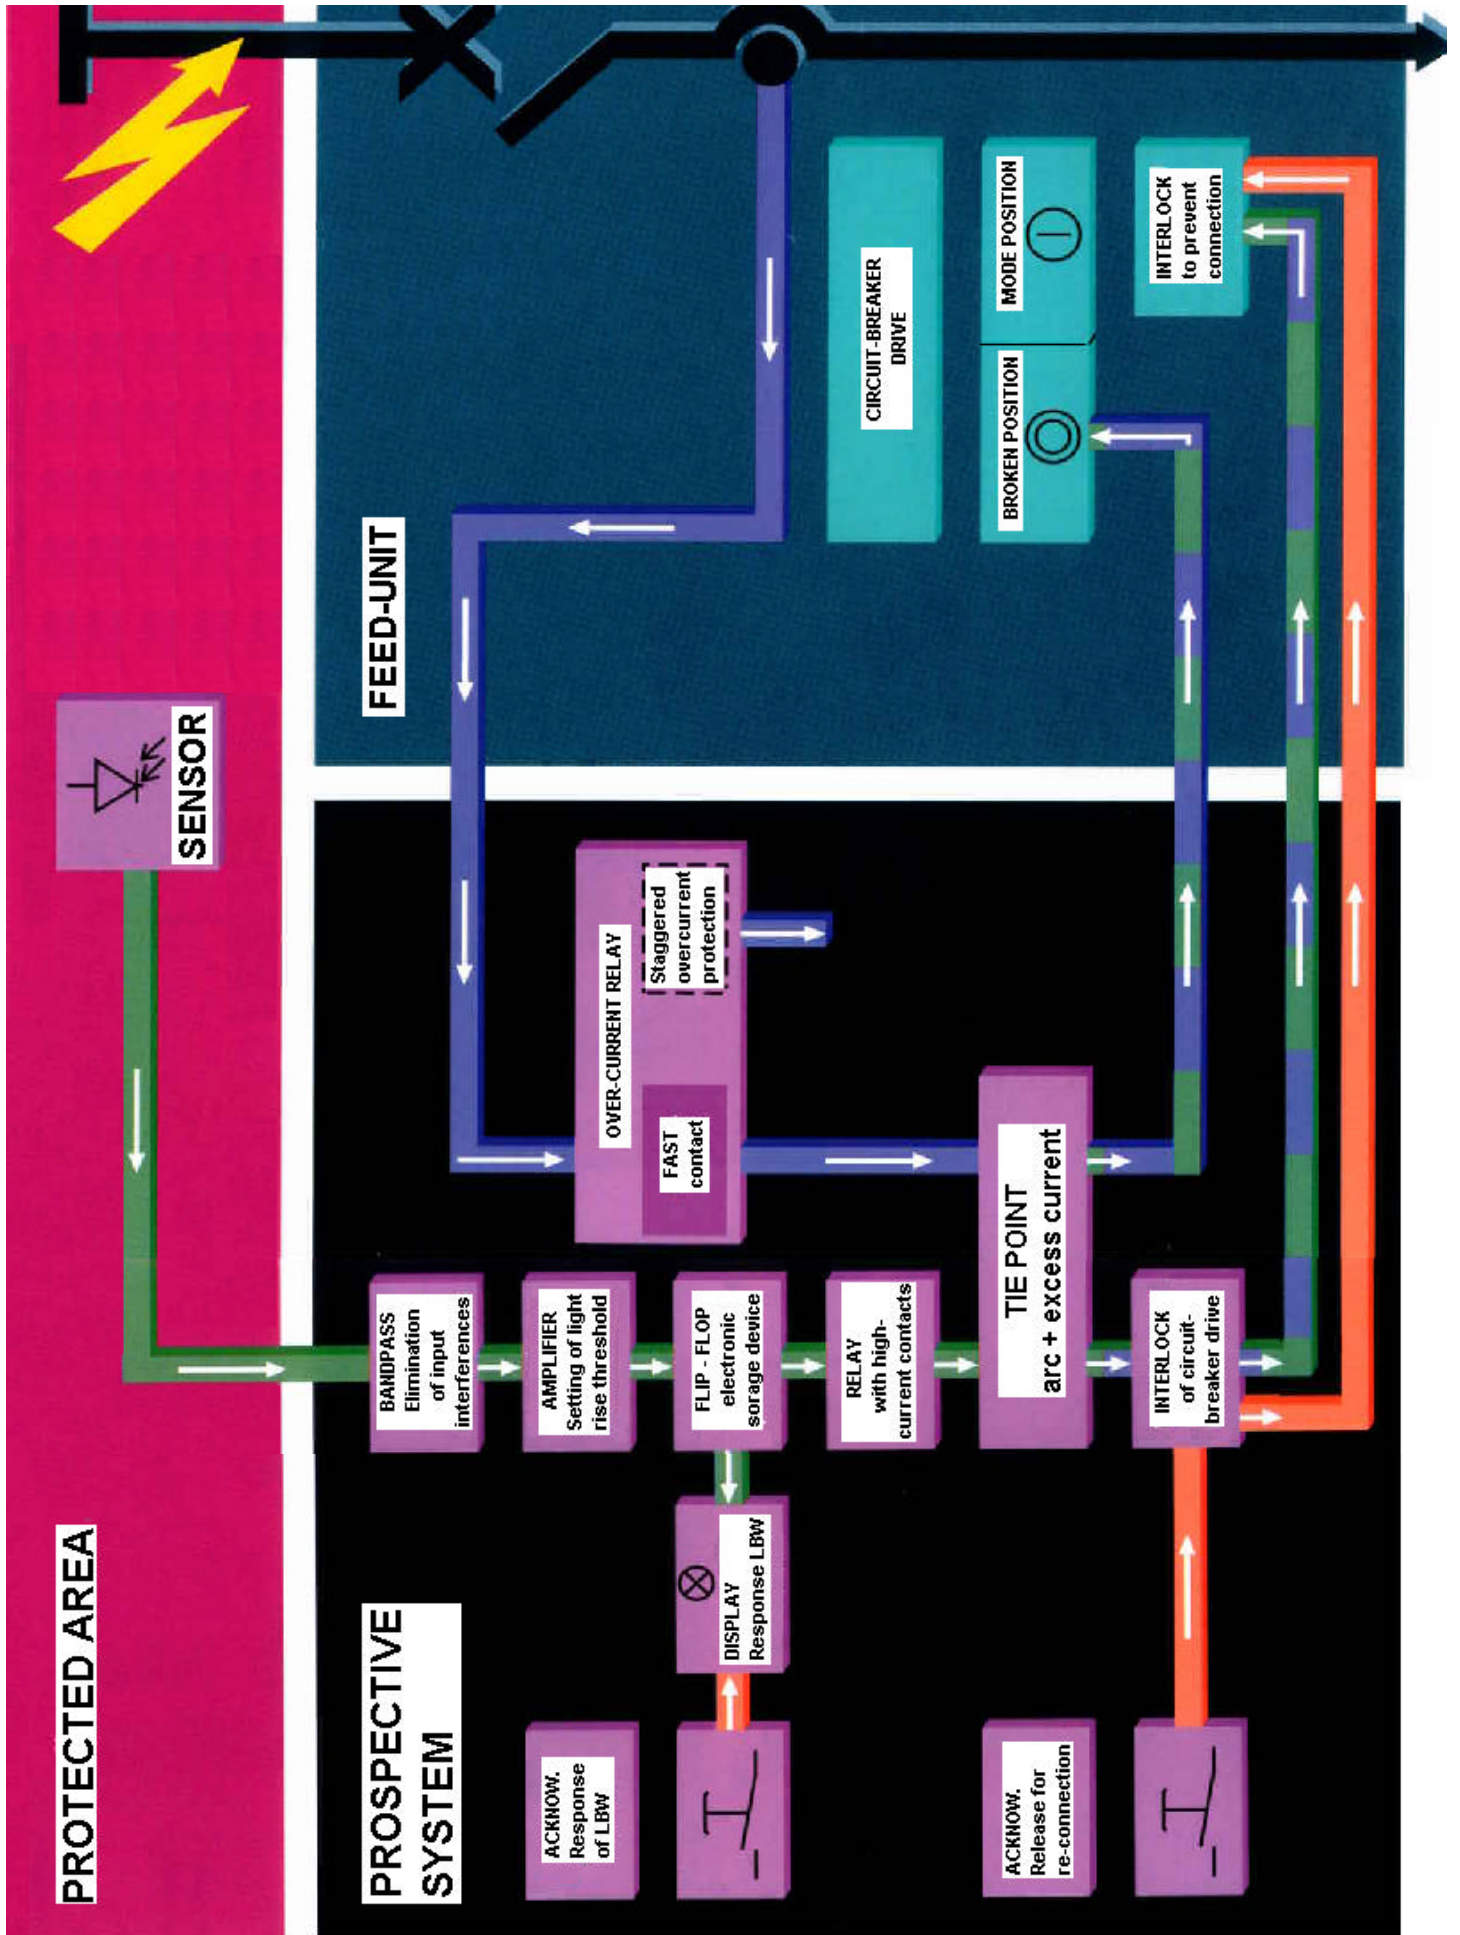 PROTECTED AREA
SENSOR
PROSPECTIVE
SYSTEM
FEED-UNIT
ACKNOW.
Response
of LBW
DISPLAY
Response LBW
BANDPASS
Elimination
of input
interferences
AMPLIFIER
Setting of light
rise threshold
FLIP - FLOP
electronic
sorage device
RELAY
with high-
current contacts
OVER-CURRENT RELAY
FAST
contact
Staggered
overcurrent
protection
TIE POINT
arc + excess current
CIRCUIT-BREAKER
DRIVE
BROKEN POSITION
MODE POSITION
ACKNOW.
Release for
re-connection
INTERLOCK
of circuit-
breaker drive
INTERLOCK
to prevent
connection